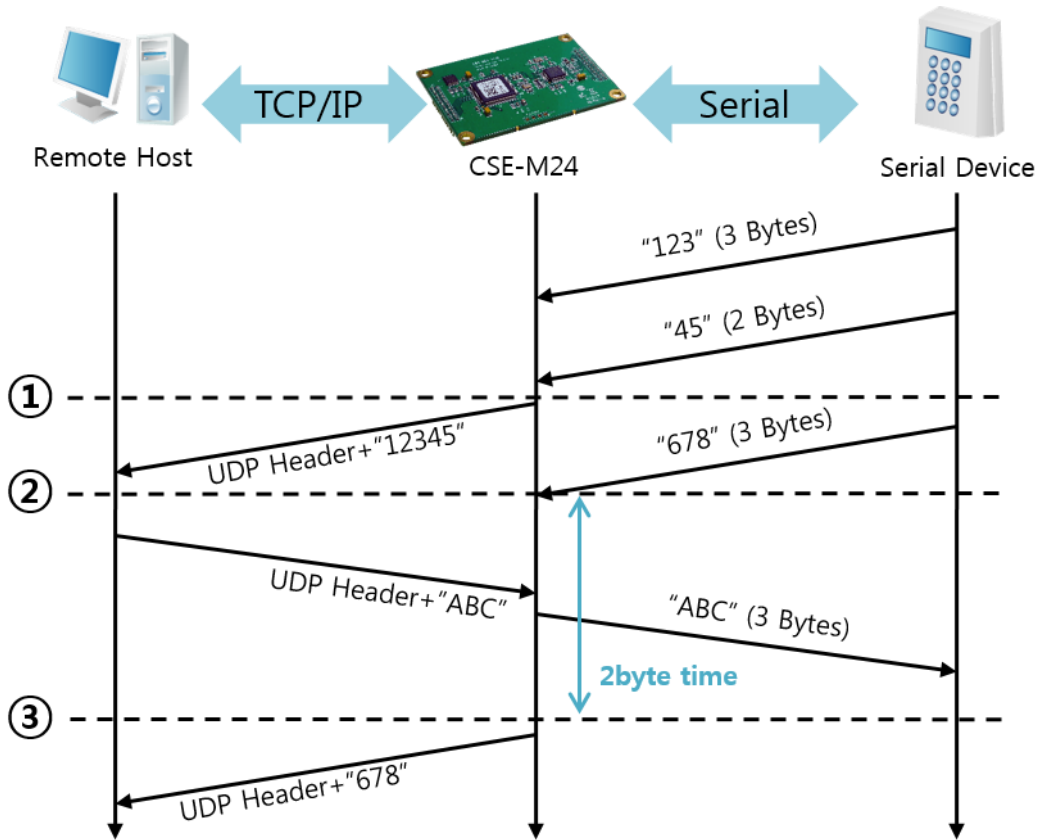 TCP/IP
Serial
Remote Host
CSE-M24
Serial Device
“123” (3 Bytes)
“45” (2 Bytes)
①
UDP Header+“12345”
“678” (3 Bytes)
②
UDP Header+“ABC”
“ABC” (3 Bytes)
2byte time
③
UDP Header+“678”